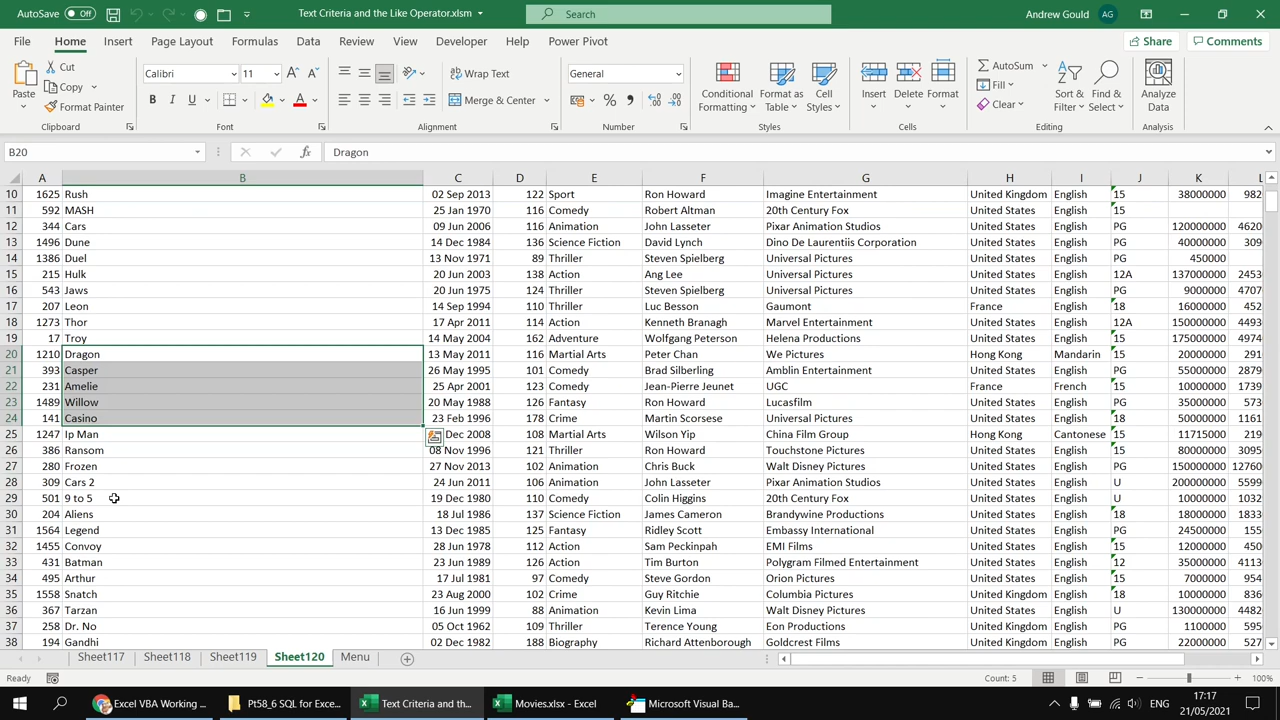 AutoSave Off Text Criteria and the Like Operator.xlsm Search Andrew Gould AG
File Home Insert Page Layout Formulas Data Review View Developer Help Power Pivot Share Comments
Paste Cut Copy Format Painter Clipboard
Calibri 11 B I U A Font
Wrap Text Merge & Center Alignment
General % Number
Conditional Formatting Format as Table Cell Styles Styles
Insert Delete Format Cells
AutoSum Fill Clear Sort & Filter Find & Select Editing
Analyze Data Analysis
B20 fx Dragon
A B C D E F G H I J K L
10 1625 Rush 02 Sep 2013 122 Sport Ron Howard Imagine Entertainment United Kingdom English 15 38000000 982
11 592 MASH 25 Jan 1970 116 Comedy Robert Altman 20th Century Fox United States English 15
12 344 Cars 09 Jun 2006 116 Animation John Lasseter Pixar Animation Studios United States English PG 120000000 4620
13 1496 Dune 14 Dec 1984 136 Science Fiction David Lynch Dino De Laurentiis Corporation United States English PG 40000000 309
14 1386 Duel 13 Nov 1971 89 Thriller Steven Spielberg Universal Pictures United States English PG 450000
15 215 Hulk 20 Jun 2003 138 Action Ang Lee Universal Pictures United States English 12A 137000000 2453
16 543 Jaws 20 Jun 1975 124 Thriller Steven Spielberg Universal Pictures United States English PG 9000000 4707
17 207 Leon 14 Sep 1994 110 Thriller Luc Besson Gaumont France English 18 16000000 452
18 1273 Thor 17 Apr 2011 114 Action Kenneth Branagh Marvel Entertainment United States English 12A 150000000 4493
19 17 Troy 14 May 2004 162 Adventure Wolfgang Peterson Helena Productions United States English 15 175000000 4974
20 1210 Dragon 13 May 2011 116 Martial Arts Peter Chan We Pictures Hong Kong Mandarin 15 20000000 291
21 393 Casper 26 May 1995 101 Comedy Brad Silberling Amblin Entertainment United States English PG 55000000 2879
22 231 Amelie 25 Apr 2001 123 Comedy Jean-Pierre Jeunet UGC France French 15 10000000 1739
23 1489 Willow 20 May 1988 126 Fantasy Ron Howard Lucasfilm United States English PG 35000000 572
24 141 Casino 23 Feb 1996 178 Crime Martin Scorsese Universal Pictures United States English 18 50000000 1161
25 1247 Ip Man Dec 2008 108 Martial Arts Wilson Yip China Film Group Hong Kong Cantonese 15 11715000 219
26 386 Ransom 08 Nov 1996 121 Thriller Ron Howard Touchstone Pictures United States English 15 80000000 3095
27 280 Frozen 27 Nov 2013 102 Animation Chris Buck Walt Disney Pictures United States English PG 150000000 12760
28 309 Cars 2 24 Jun 2011 106 Animation John Lasseter Pixar Animation Studios United States English U 200000000 5599
29 501 9 to 5 19 Dec 1980 110 Comedy Colin Higgins 20th Century Fox United States English 15 10000000 1032
30 204 Aliens 18 Jul 1986 137 Science Fiction James Cameron Brandywine Productions United States English 18 18000000 1833
31 1564 Legend 13 Dec 1985 125 Fantasy Ridley Scott Embassy International United States English PG 24500000 155
32 1455 Convoy 28 Jun 1978 112 Action Sam Peckinpah EMI Films United States English 15 12000000 450
33 431 Batman 23 Jun 1989 126 Action Tim Burton Polygram Filmed Entertainment United States English 12 35000000 4113
34 495 Arthur 17 Jul 1981 97 Comedy Steve Gordon Orion Pictures United States English 15 7000000 954
35 1558 Snatch 23 Aug 2000 102 Crime Guy Ritchie Columbia Pictures United Kingdom English 18 10000000 836
36 367 Tarzan 16 Jun 1999 88 Animation Kevin Lima Walt Disney Pictures United States English U 130000000 4482
37 258 Dr. No 05 Oct 1962 109 Thriller Terence Young Eon Productions United Kingdom English PG 1100000 595
38 194 Gandhi 02 Dec 1982 188 Biography Richard Attenborough Goldcrest Films United Kingdom English PG 22000000 527
Sheet117 Sheet118 Sheet119 Sheet120 Menu
Ready Count: 5 100%
Excel VBA Working ... Pt58_6 SQL for Exce... Text Criteria and th... Movies.xlsx - Excel Microsoft Visual Ba... ENG 17:17 21/05/2021